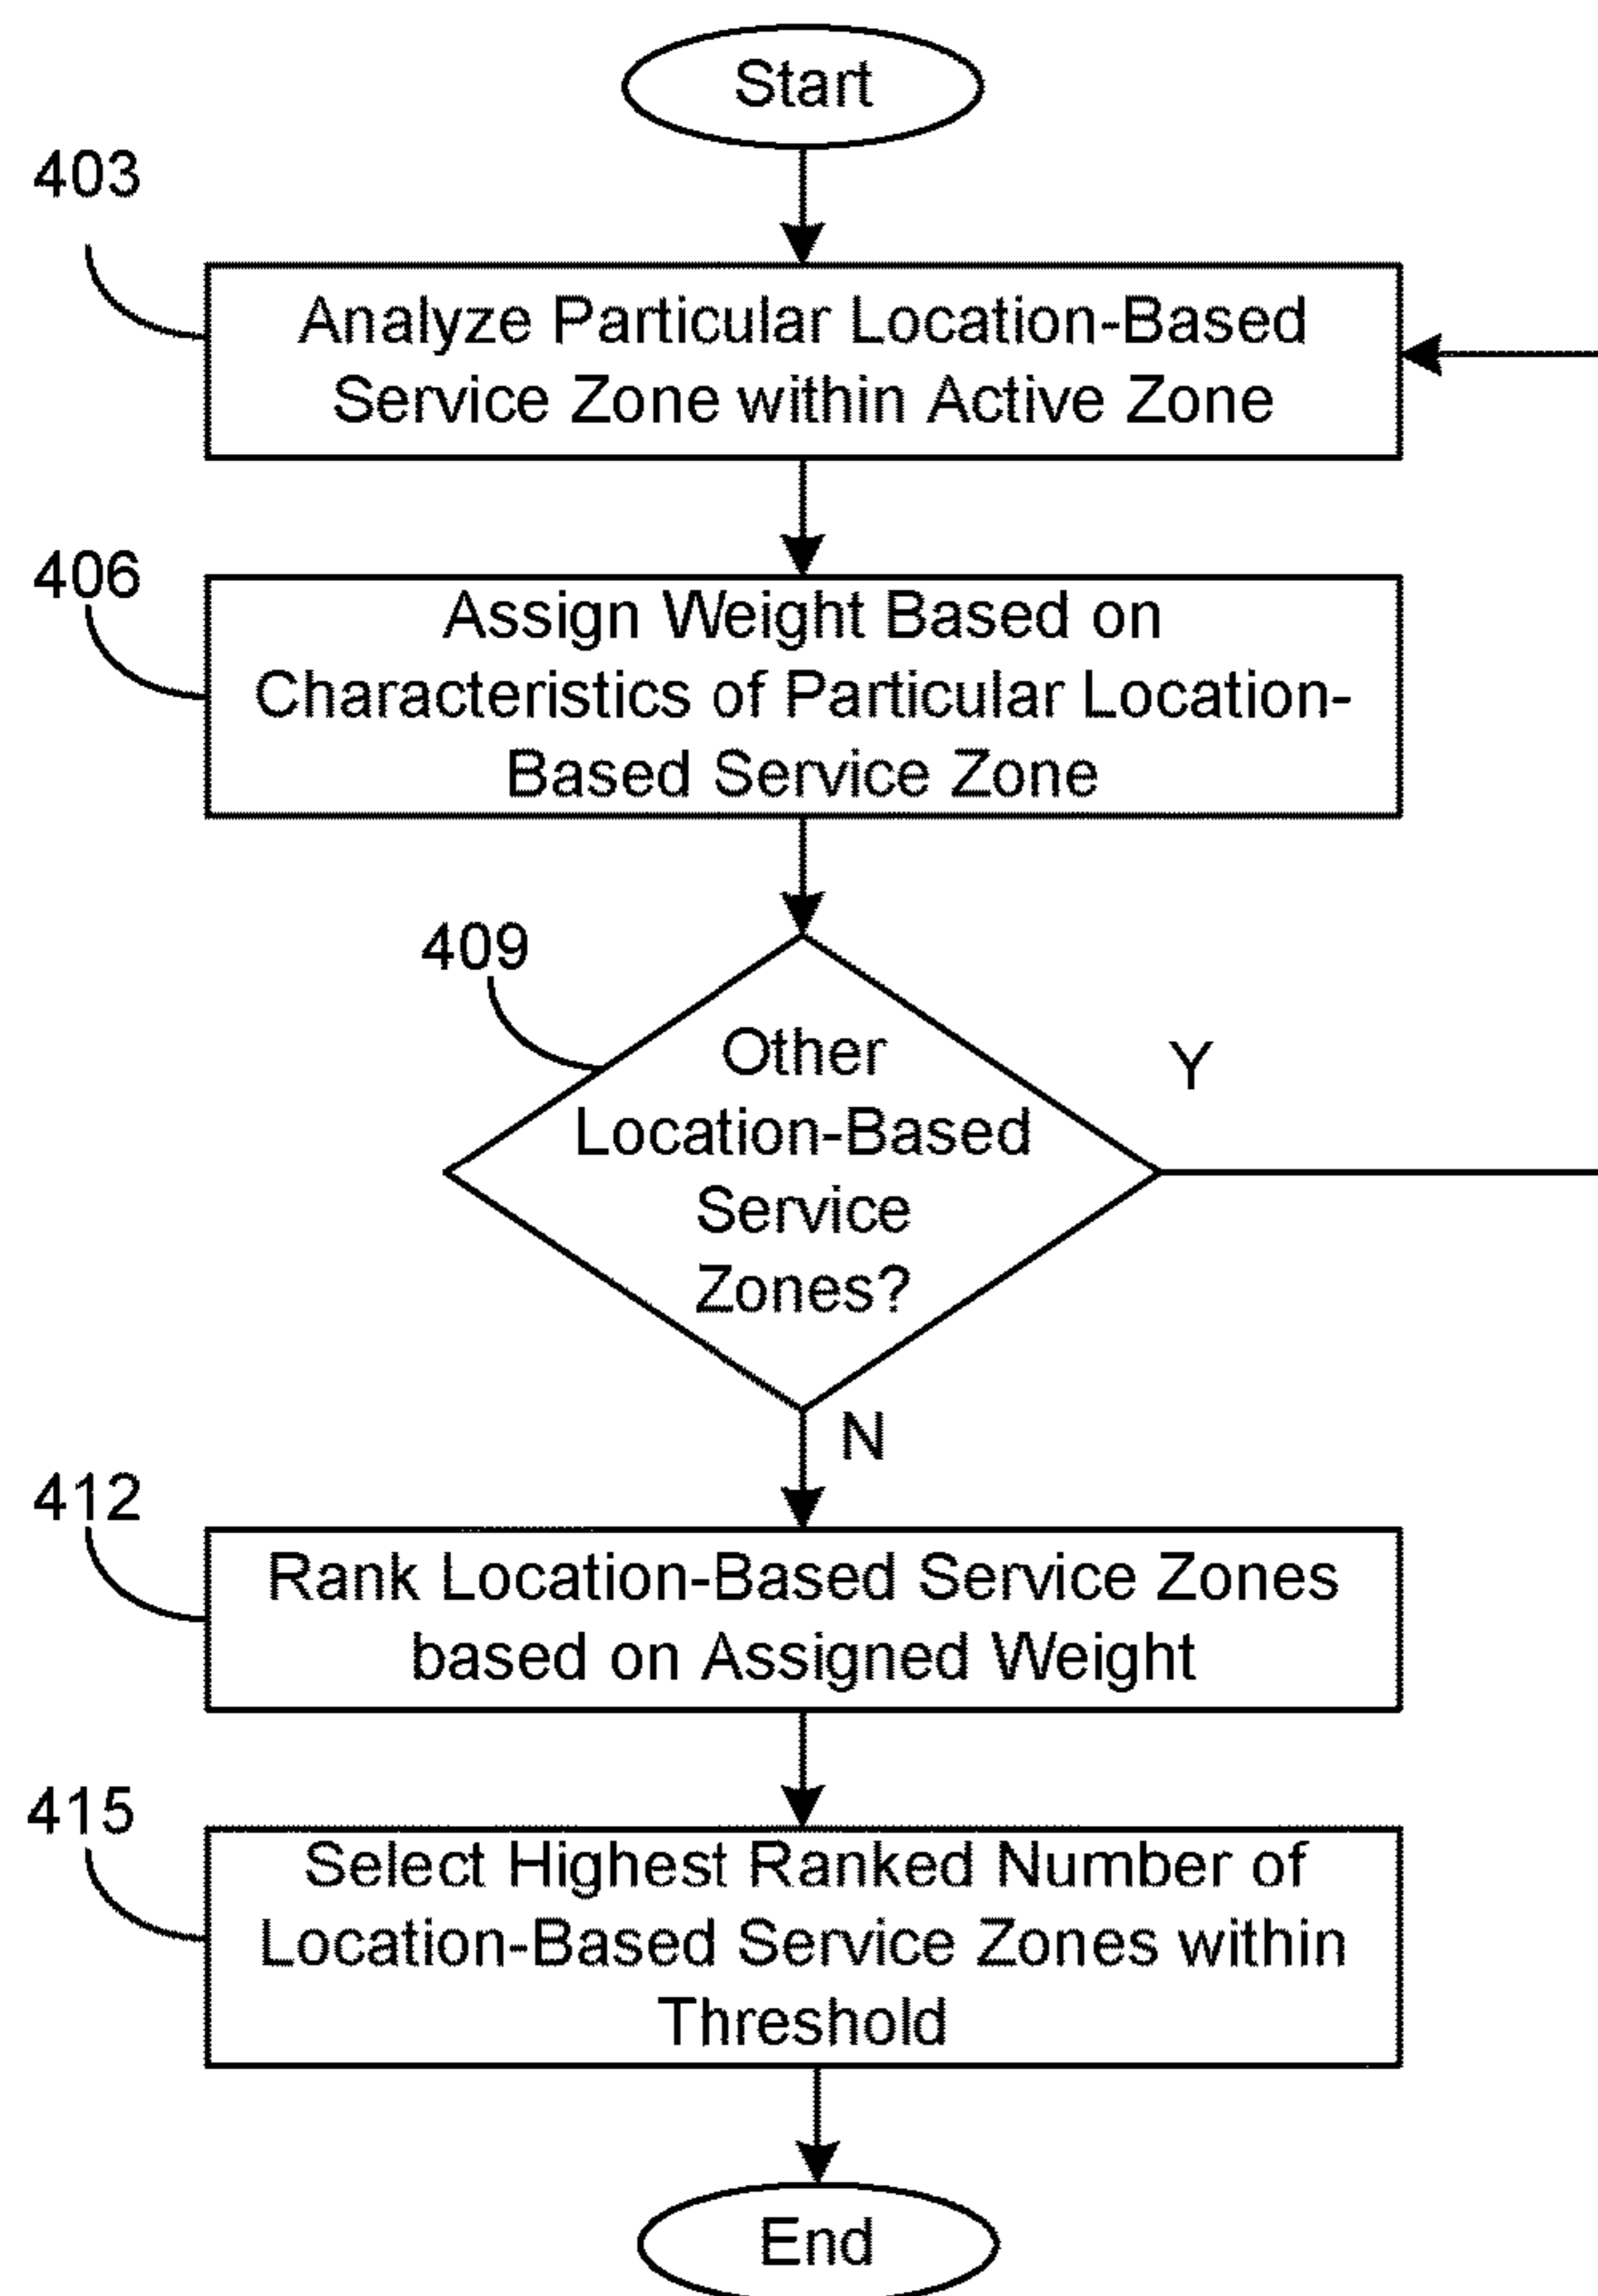 Start
403
Analyze Particular Location-Based
Service Zone within Active Zone
406
Assign Weight Based on
Characteristics of Particular Location-
Based Service Zone
409
Other
Location-Based
Service
Zones?
Y
N
412
Rank Location-Based Service Zones
based on Assigned Weight
415
Select Highest Ranked Number of
Location-Based Service Zones within
Threshold
End